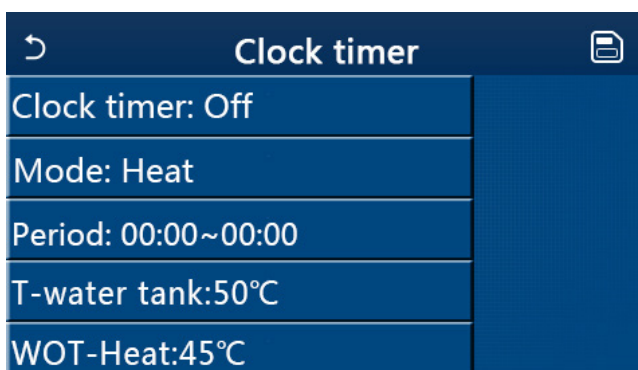 Clock timer
Clock timer: Off
Mode: Heat
Period: 00:00~00:00
T-water tank:50℃
WOT-Heat:45℃